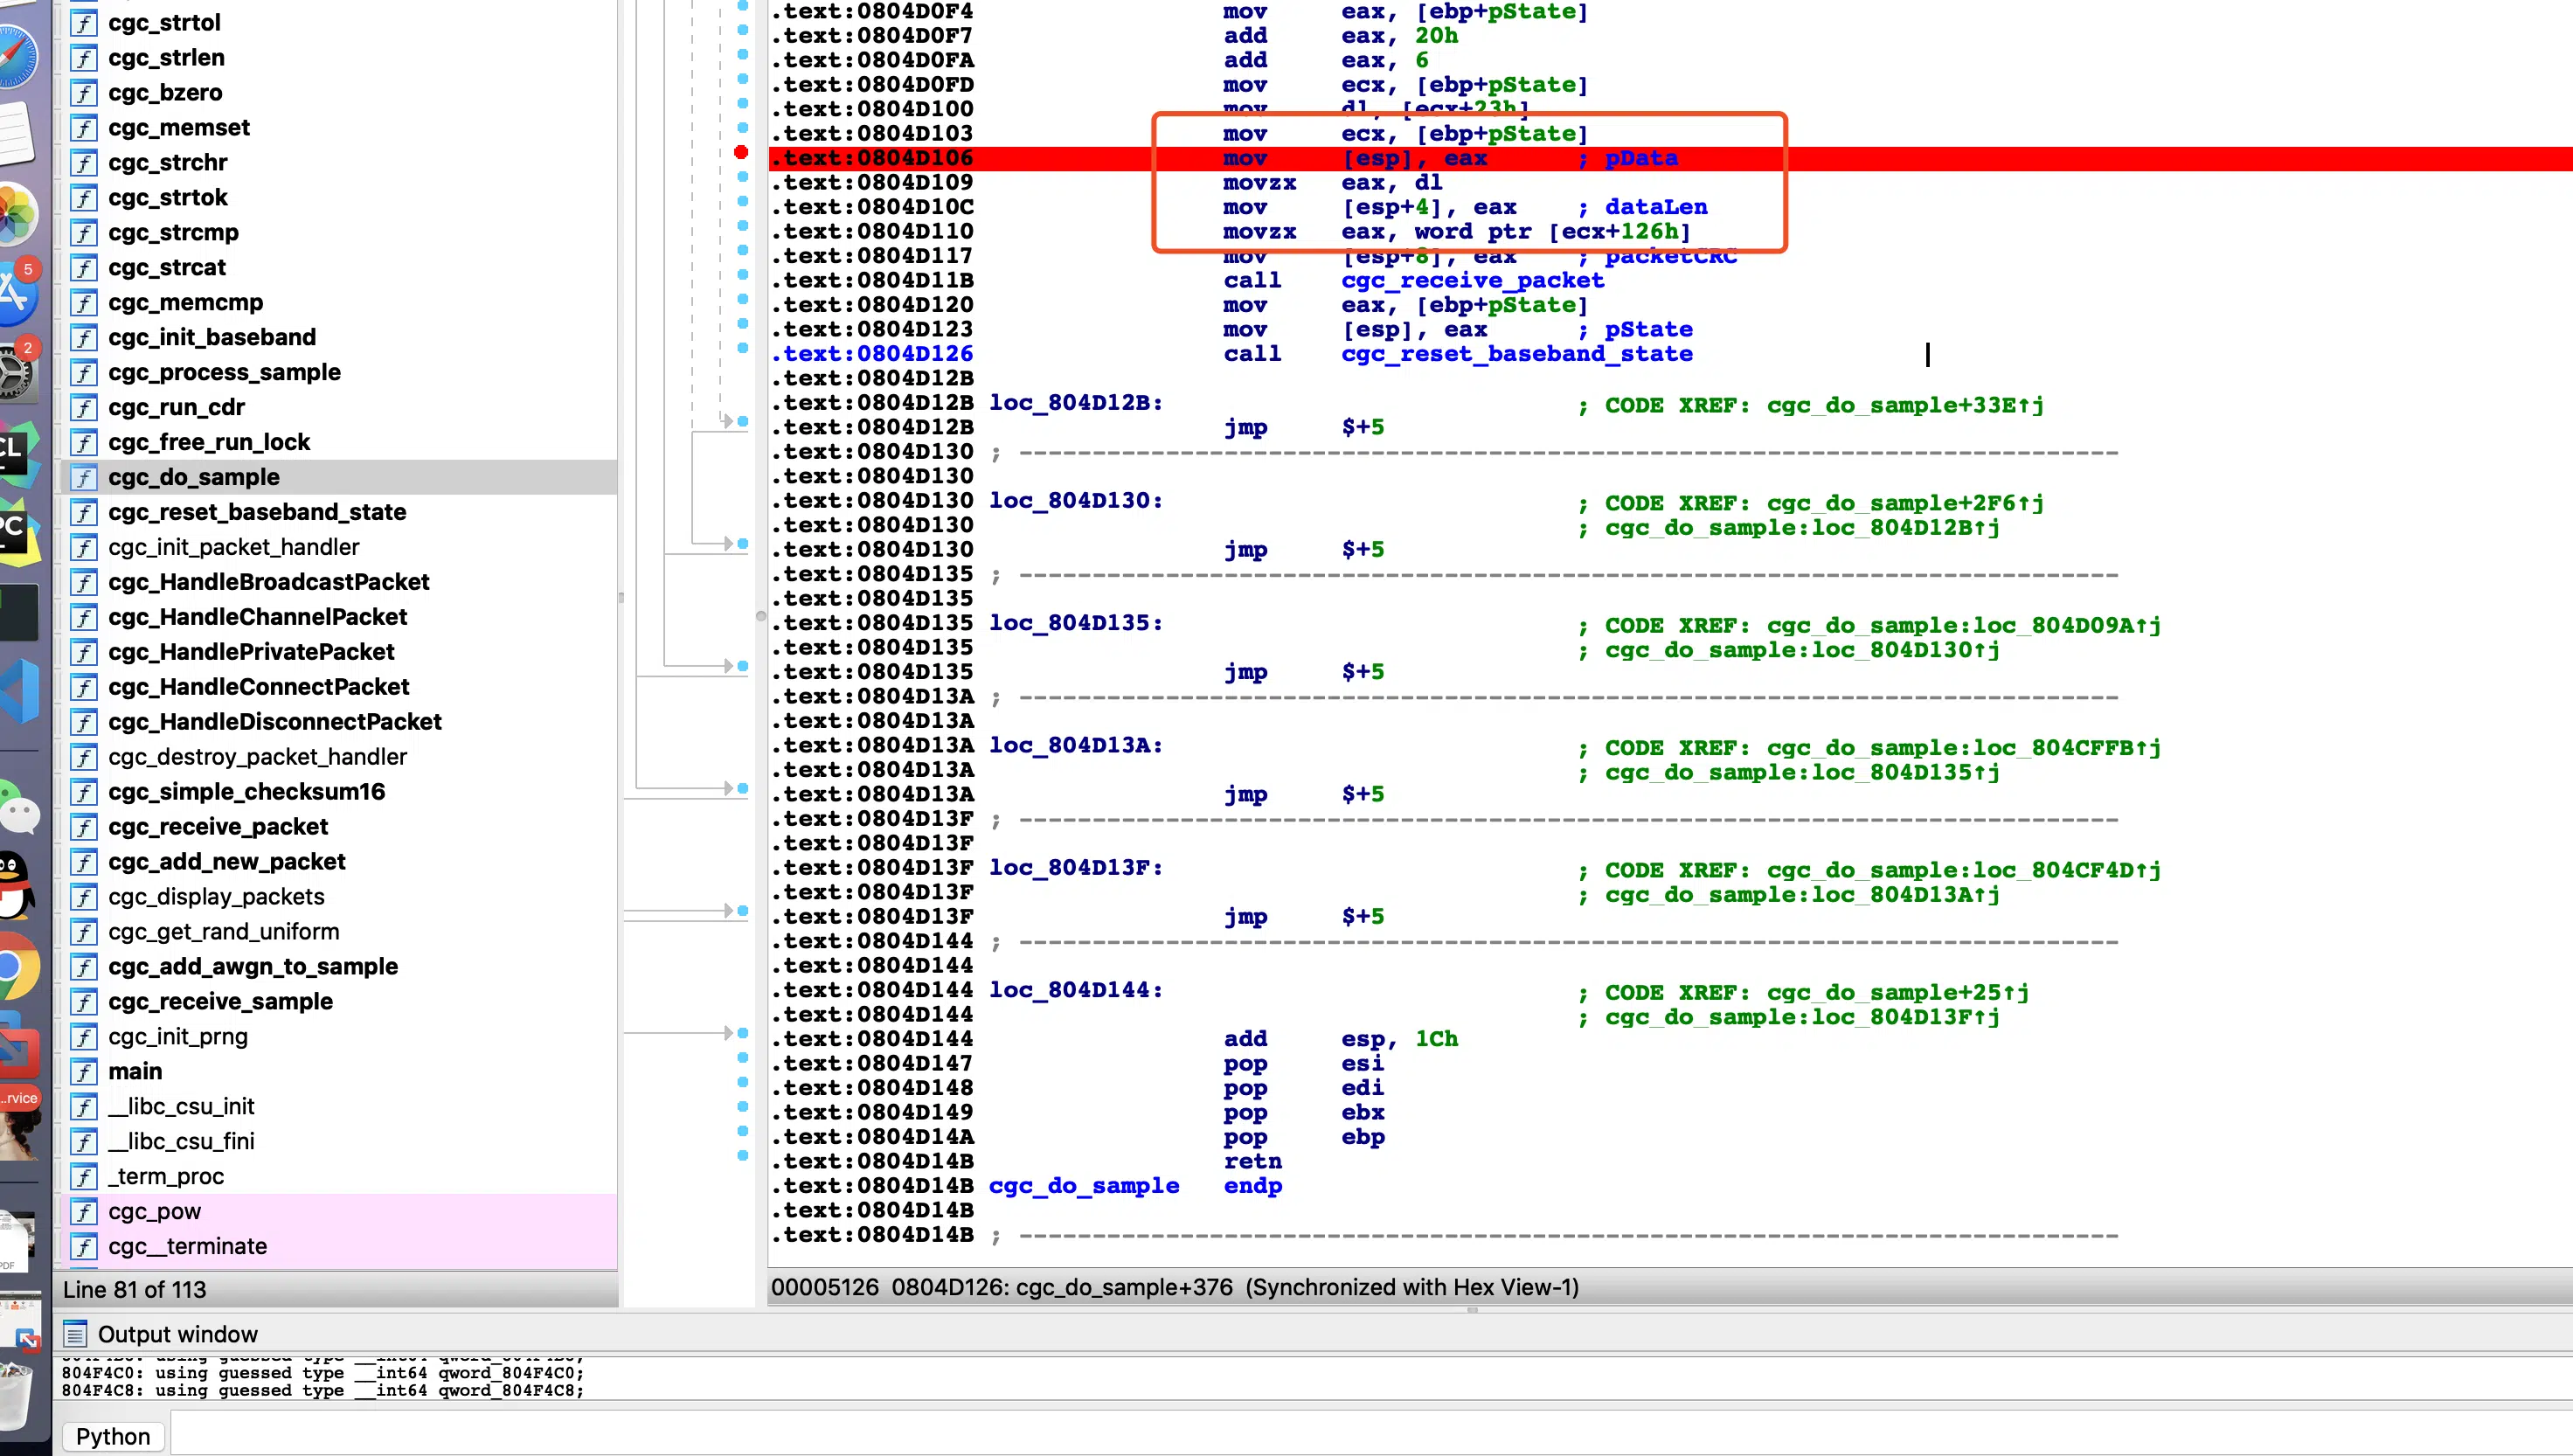 cgc_strtol
cgc_strlen
cgc_bzero
cgc_memset
cgc_strchr
cgc_strtok
cgc_strcmp
cgc_strcat
cgc_memcmp
cgc_init_baseband
cgc_process_sample
cgc_run_cdr
cgc_free_run_lock
cgc_do_sample
cgc_reset_baseband_state
cgc_init_packet_handler
cgc_HandleBroadcastPacket
cgc_HandleChannelPacket
cgc_HandlePrivatePacket
cgc_HandleConnectPacket
cgc_HandleDisconnectPacket
cgc_destroy_packet_handler
cgc_simple_checksum16
cgc_receive_packet
cgc_add_new_packet
cgc_display_packets
cgc_get_rand_uniform
cgc_add_awgn_to_sample
cgc_receive_sample
cgc_init_prng
main
__libc_csu_init
__libc_csu_fini
_term_proc
cgc_pow
cgc__terminate
Line 81 of 113
.text:0804D0F4 mov eax, [ebp+pState]
.text:0804D0F7 add eax, 20h
.text:0804D0FA add eax, 6
.text:0804D0FD mov ecx, [ebp+pState]
.text:0804D100 mov dl, [ecx+23h]
.text:0804D103 mov ecx, [ebp+pState]
.text:0804D106 mov [esp], eax ; pData
.text:0804D109 movzx eax, dl
.text:0804D10C mov [esp+4], eax ; dataLen
.text:0804D110 movzx eax, word ptr [ecx+126h]
.text:0804D117 mov [esp+8], eax ; packetCRC
.text:0804D11B call cgc_receive_packet
.text:0804D120 mov eax, [ebp+pState]
.text:0804D123 mov [esp], eax ; pState
.text:0804D126 call cgc_reset_baseband_state
.text:0804D12B
.text:0804D12B loc_804D12B: ; CODE XREF: cgc_do_sample+33E↑j
.text:0804D12B jmp $+5
.text:0804D130 ; ---------------------------------------------------------------------------
.text:0804D130
.text:0804D130 loc_804D130: ; CODE XREF: cgc_do_sample+2F6↑j
.text:0804D130 ; cgc_do_sample:loc_804D12B↑j
.text:0804D130 jmp $+5
.text:0804D135 ; ---------------------------------------------------------------------------
.text:0804D135
.text:0804D135 loc_804D135: ; CODE XREF: cgc_do_sample:loc_804D09A↑j
.text:0804D135 ; cgc_do_sample:loc_804D130↑j
.text:0804D135 jmp $+5
.text:0804D13A ; ---------------------------------------------------------------------------
.text:0804D13A
.text:0804D13A loc_804D13A: ; CODE XREF: cgc_do_sample:loc_804CFFB↑j
.text:0804D13A ; cgc_do_sample:loc_804D135↑j
.text:0804D13A jmp $+5
.text:0804D13F ; ---------------------------------------------------------------------------
.text:0804D13F
.text:0804D13F loc_804D13F: ; CODE XREF: cgc_do_sample:loc_804CF4D↑j
.text:0804D13F ; cgc_do_sample:loc_804D13A↑j
.text:0804D13F jmp $+5
.text:0804D144 ; ---------------------------------------------------------------------------
.text:0804D144
.text:0804D144 loc_804D144: ; CODE XREF: cgc_do_sample+25↑j
.text:0804D144 ; cgc_do_sample:loc_804D13F↑j
.text:0804D144 add esp, 1Ch
.text:0804D147 pop esi
.text:0804D148 pop edi
.text:0804D149 pop ebx
.text:0804D14A pop ebp
.text:0804D14B retn
.text:0804D14B cgc_do_sample endp
.text:0804D14B
.text:0804D14B ; ---------------------------------------------------------------------------
00005126 0804D126: cgc_do_sample+376 (Synchronized with Hex View-1)
Output window
804F4C0: using guessed type __int64 qword_804F4C0;
804F4C8: using guessed type __int64 qword_804F4C8;
Python
5
2
CL
PC
...rvice
PDF